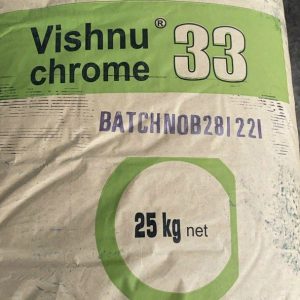 Vishnu® 33
chrome
BATCHNOB281221
25 kg net